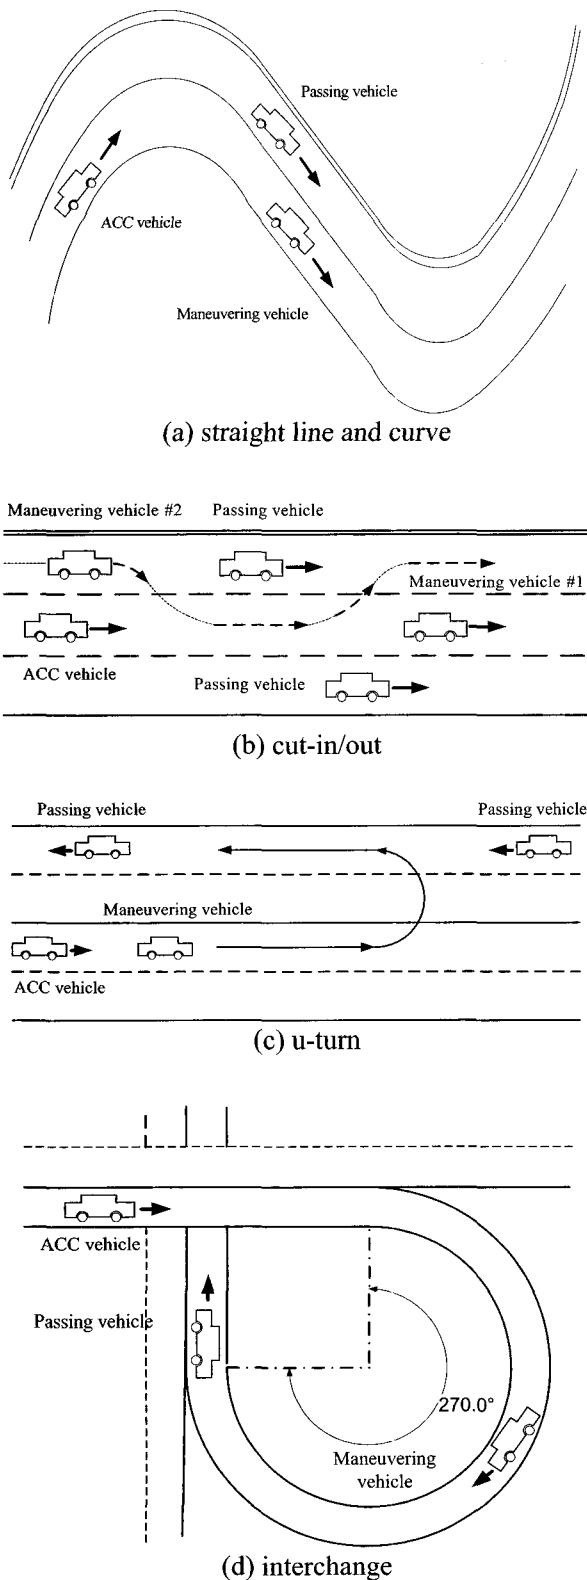 Passing vehicle
ACC vehicle
Maneuvering vehicle
(a) straight line and curve
Maneuvering vehicle #2 Passing vehicle
Maneuvering vehicle #1
ACC vehicle
Passing vehicle
(b) cut-in/out
Passing vehicle Passing vehicle
Maneuvering vehicle
ACC vehicle
(c) u-turn
ACC vehicle
Passing vehicle
270.0°
Maneuvering
vehicle
(d) interchange